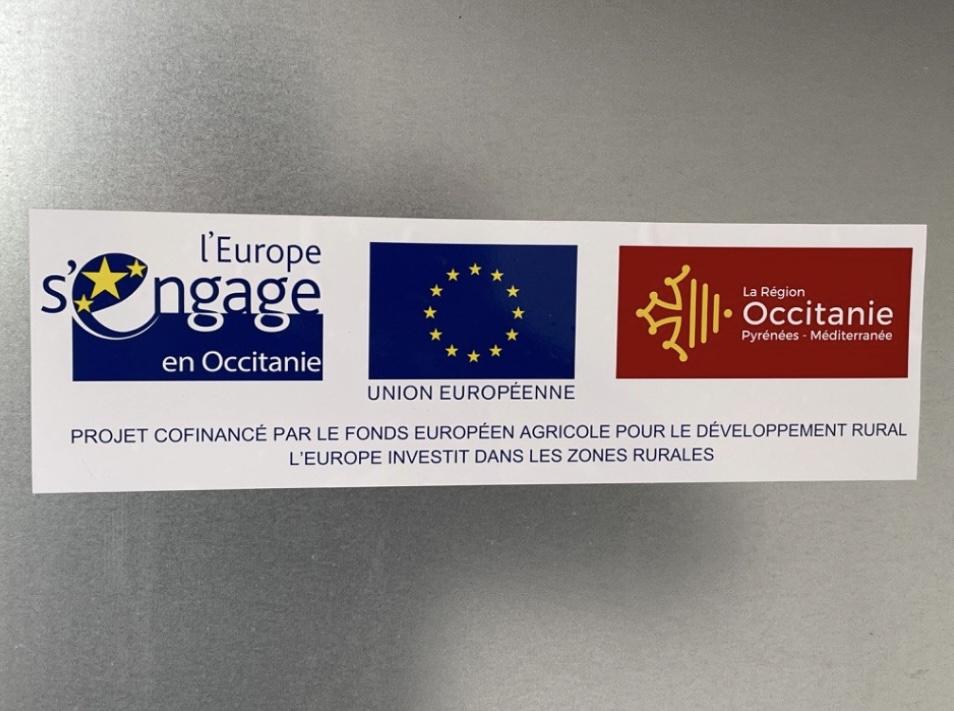 l'Europe
s'engage
en Occitanie
UNION EUROPÉENNE
La Région
Occitanie
Pyrénées - Méditerranée
PROJET COFINANCÉ PAR LE FONDS EUROPÉEN AGRICOLE POUR LE DÉVELOPPEMENT RURAL
L'EUROPE INVESTIT DANS LES ZONES RURALES